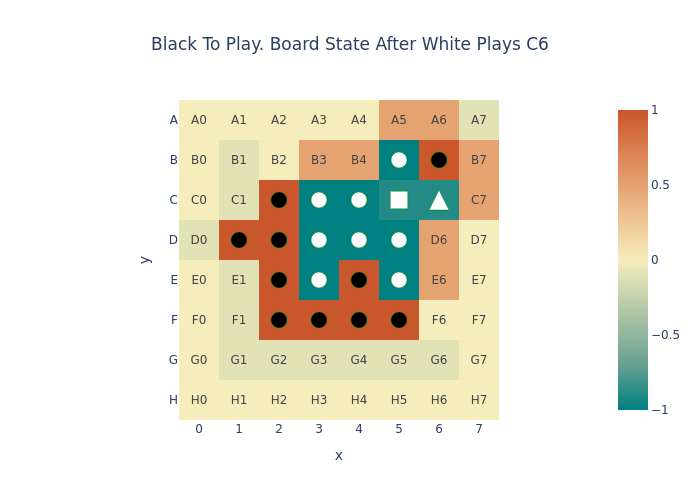 Black To Play. Board State After White Plays C6
A A0 A1 A2 A3 A4 A5 A6 A7 1
B B0 B1 B2 B3 B4 B7
0.5
C C0 C1 C7
D D0 D6 D7
y 0
E E0 E1 E6 E7
F F0 F1 F6 F7
−0.5
G G0 G1 G2 G3 G4 G5 G6 G7
H H0 H1 H2 H3 H4 H5 H6 H7
−1
0 1 2 3 4 5 6 7
x